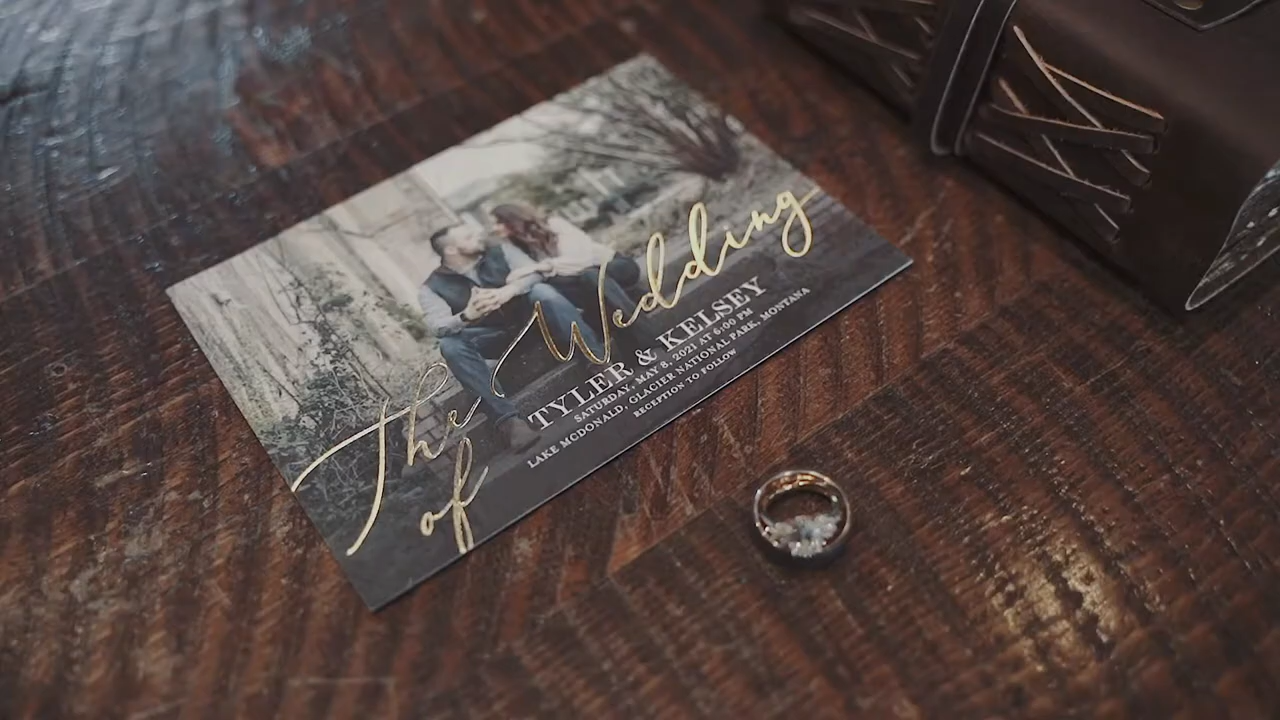 The Wedding
of
TYLER & KELSEY
SATURDAY, MAY 8, 2021 AT 6:00 PM
LAKE MCDONALD, GLACIER NATIONAL PARK, MONTANA
RECEPTION TO FOLLOW